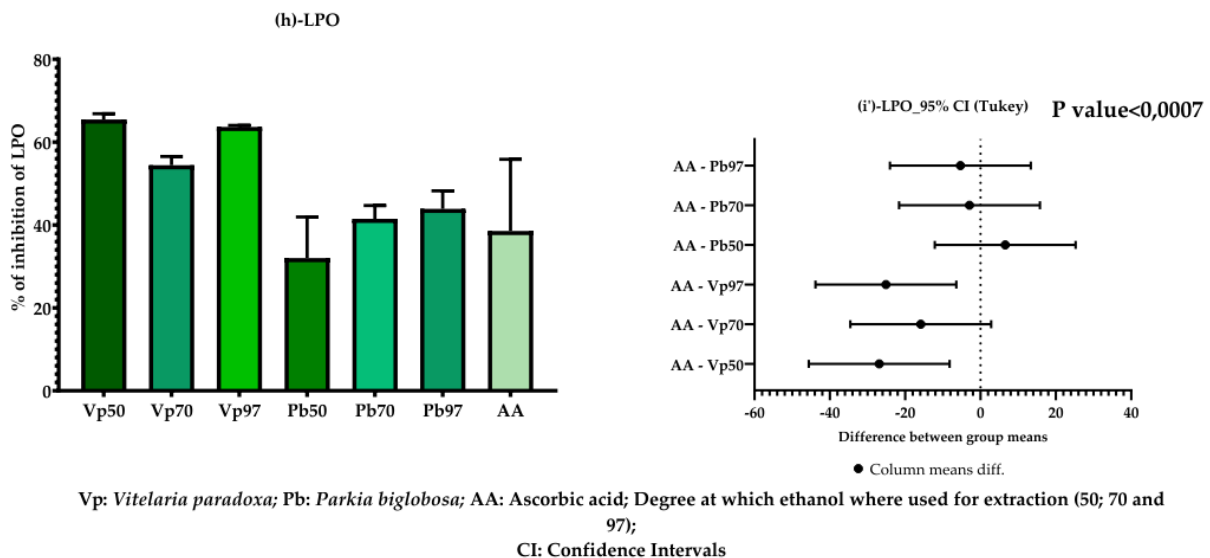 (h)-LPO
% of inhibition of LPO
80
60
40
20
0
Vp50 Vp70 Vp97 Pb50 Pb70 Pb97 AA
(i')-LPO_95% CI (Tukey) P value<0,0007
AA - Pb97
AA - Pb70
AA - Pb50
AA - Vp97
AA - Vp70
AA - Vp50
-60 -40 -20 0 20 40
Difference between group means
Column means diff.
Vp: Vitelaria paradoxa; Pb: Parkia biglobosa; AA: Ascorbic acid; Degree at which ethanol where used for extraction (50; 70 and
97);
CI: Confidence Intervals